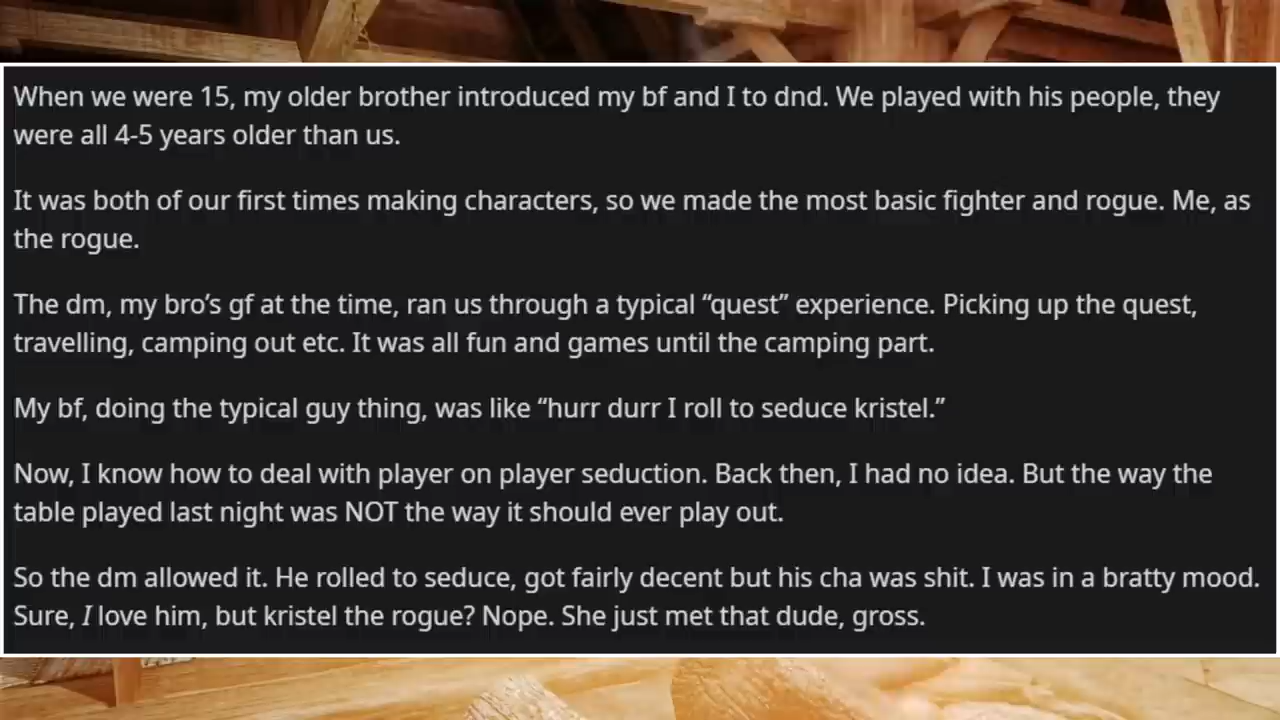 When we were 15, my older brother introduced my bf and I to dnd. We played with his people, they
were all 4-5 years older than us.
It was both of our first times making characters, so we made the most basic fighter and rogue. Me, as
the rogue.
The dm, my bro’s gf at the time, ran us through a typical “quest” experience. Picking up the quest,
travelling, camping out etc. It was all fun and games until the camping part.
My bf, doing the typical guy thing, was like “hurr durr I roll to seduce kristel.”
Now, I know how to deal with player on player seduction. Back then, I had no idea. But the way the
table played last night was NOT the way it should ever play out.
So the dm allowed it. He rolled to seduce, got fairly decent but his cha was shit. I was in a bratty mood.
Sure, I love him, but kristel the rogue? Nope. She just met that dude, gross.